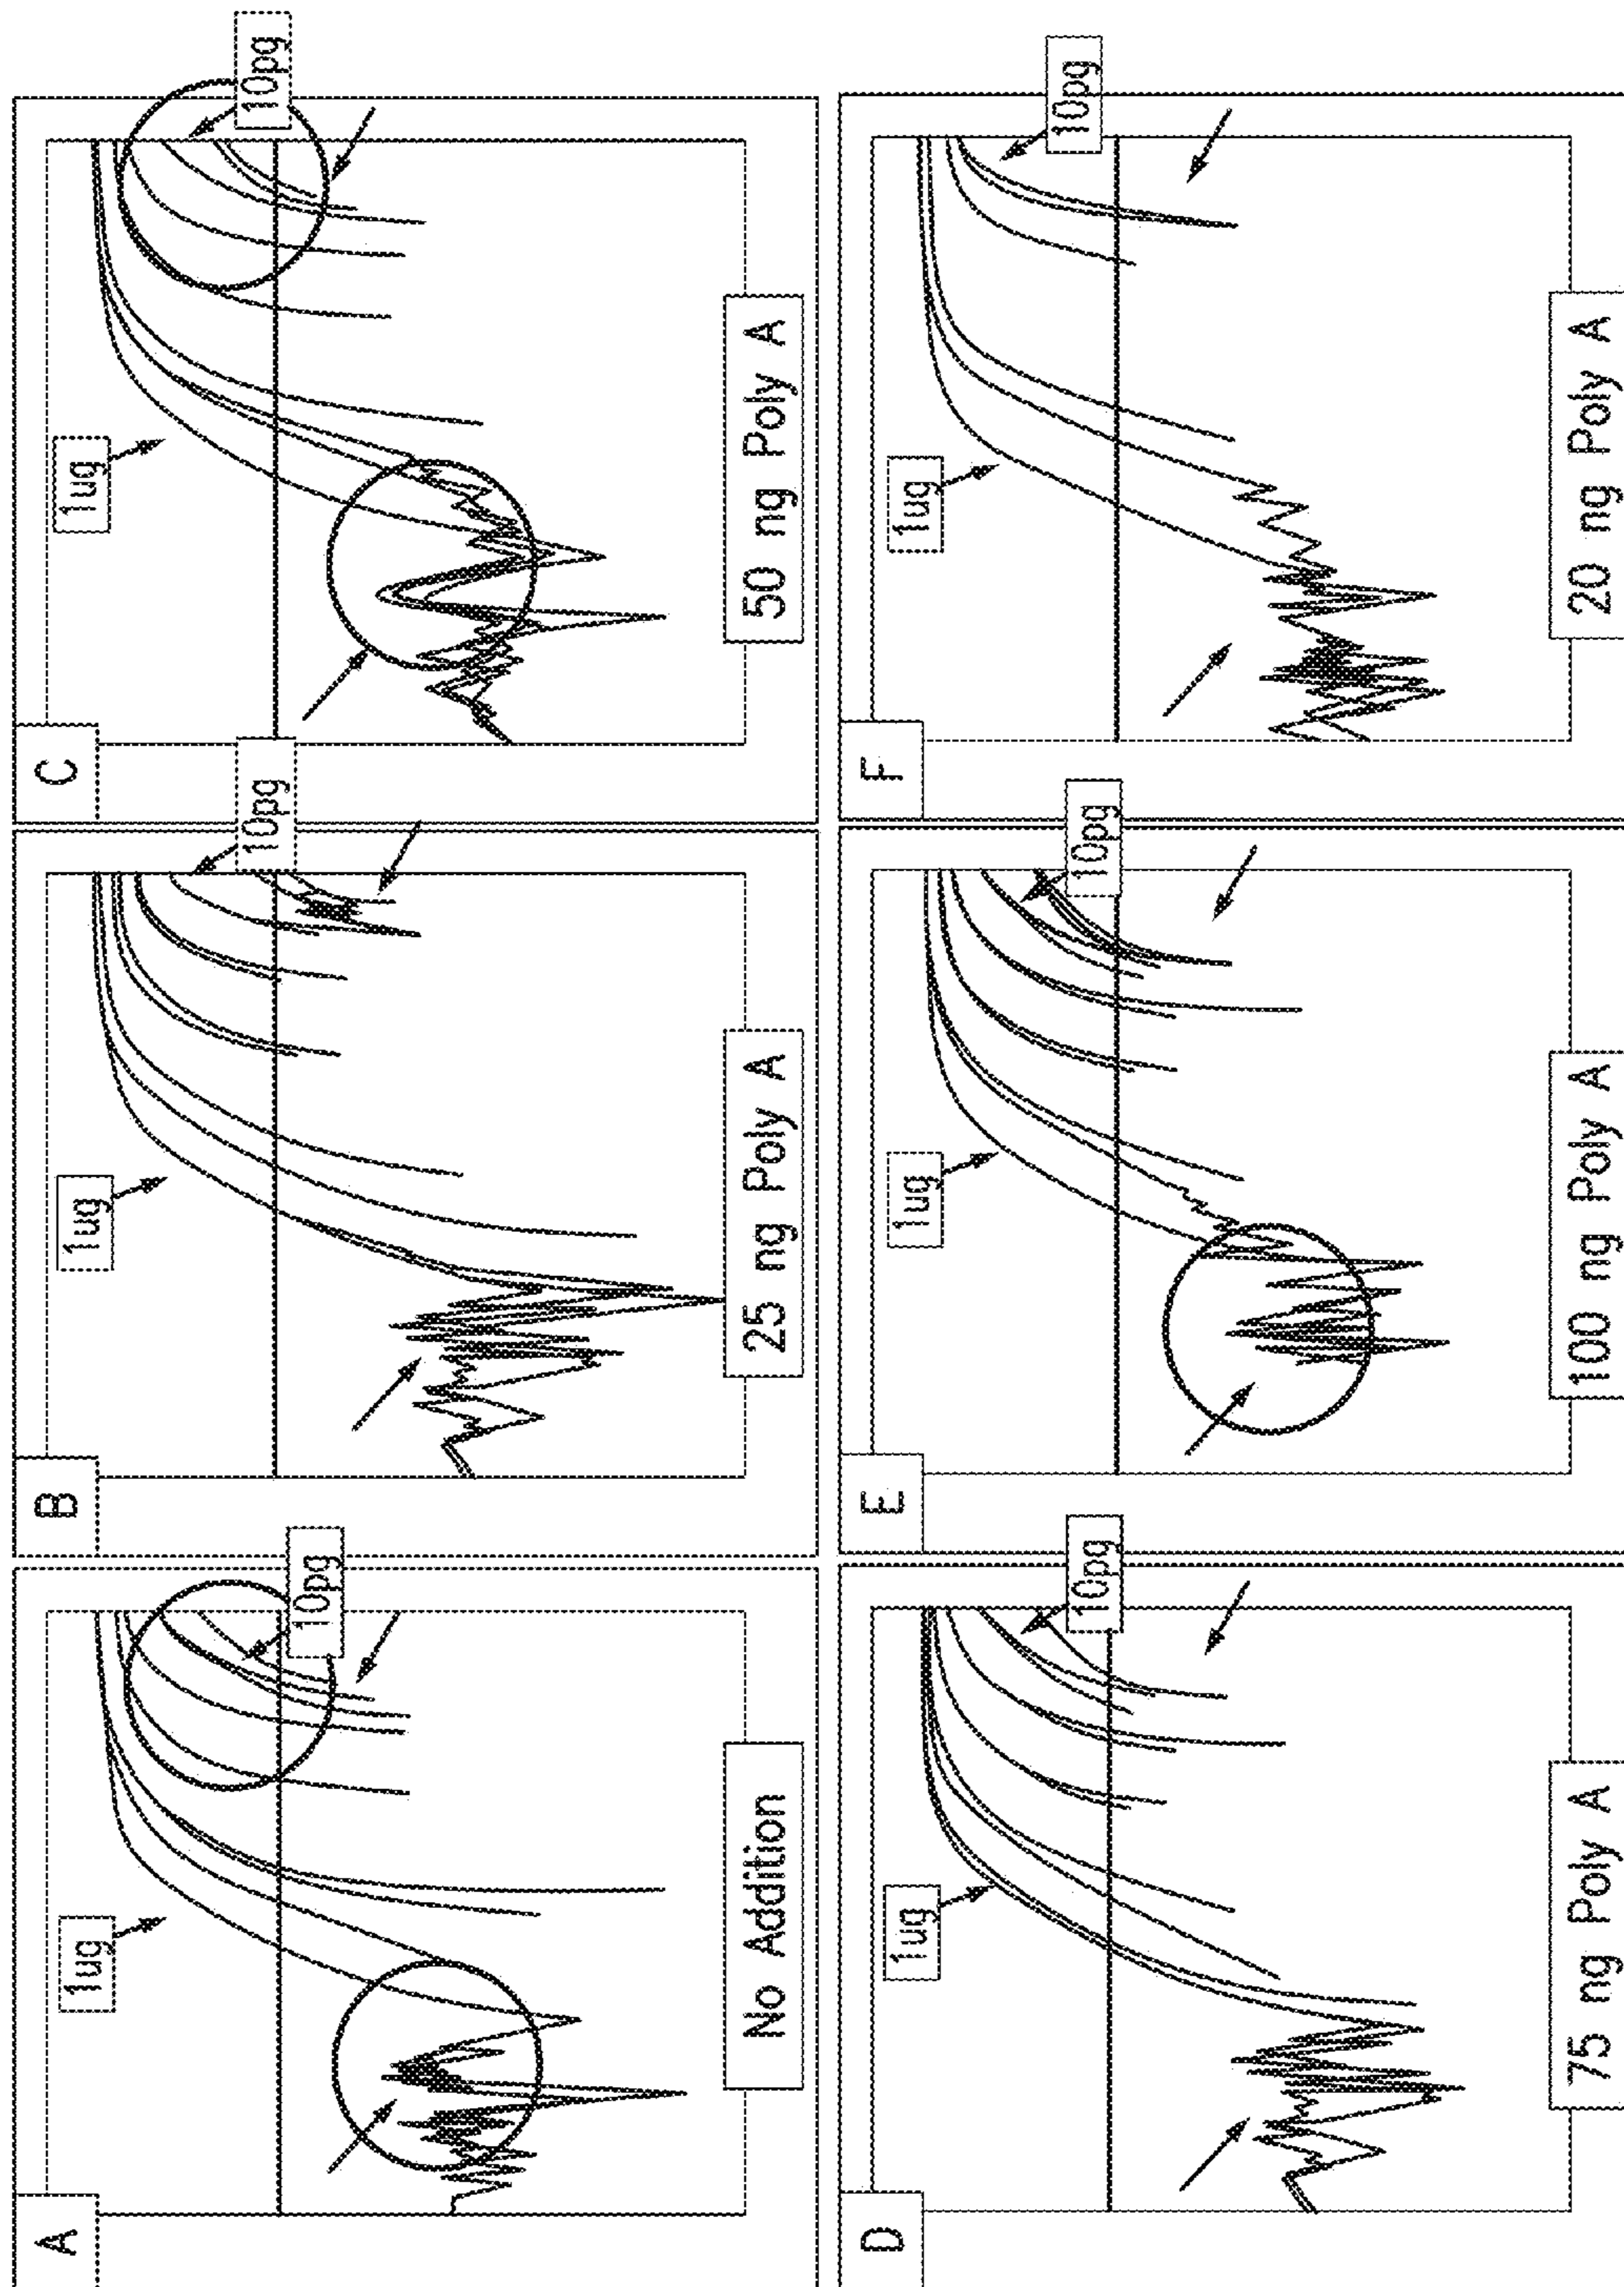 A
1ug
10pg
No Addition
B
1ug
10pg
25 ng Poly A
C
1ug
10pg
50 ng Poly A
D
1ug
10pg
75 ng Poly A
E
1ug
10pg
100 ng Poly A
F
1ug
10pg
20 ng Poly A